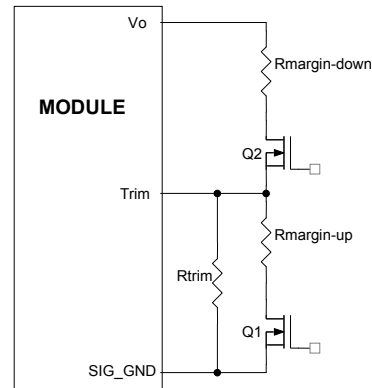 Vo
Rmargin-down
MODULE
Q2
Trim
Rmargin-up
Rtrim
Q1
SIG_GND